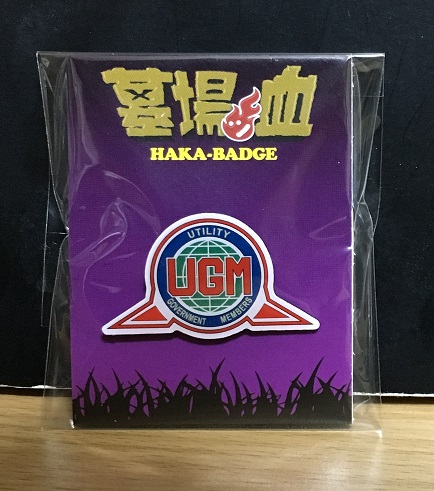 墓場の血
HAKA-BADGE
UTILITY
UGM
GOVERNMENT MEMBERS